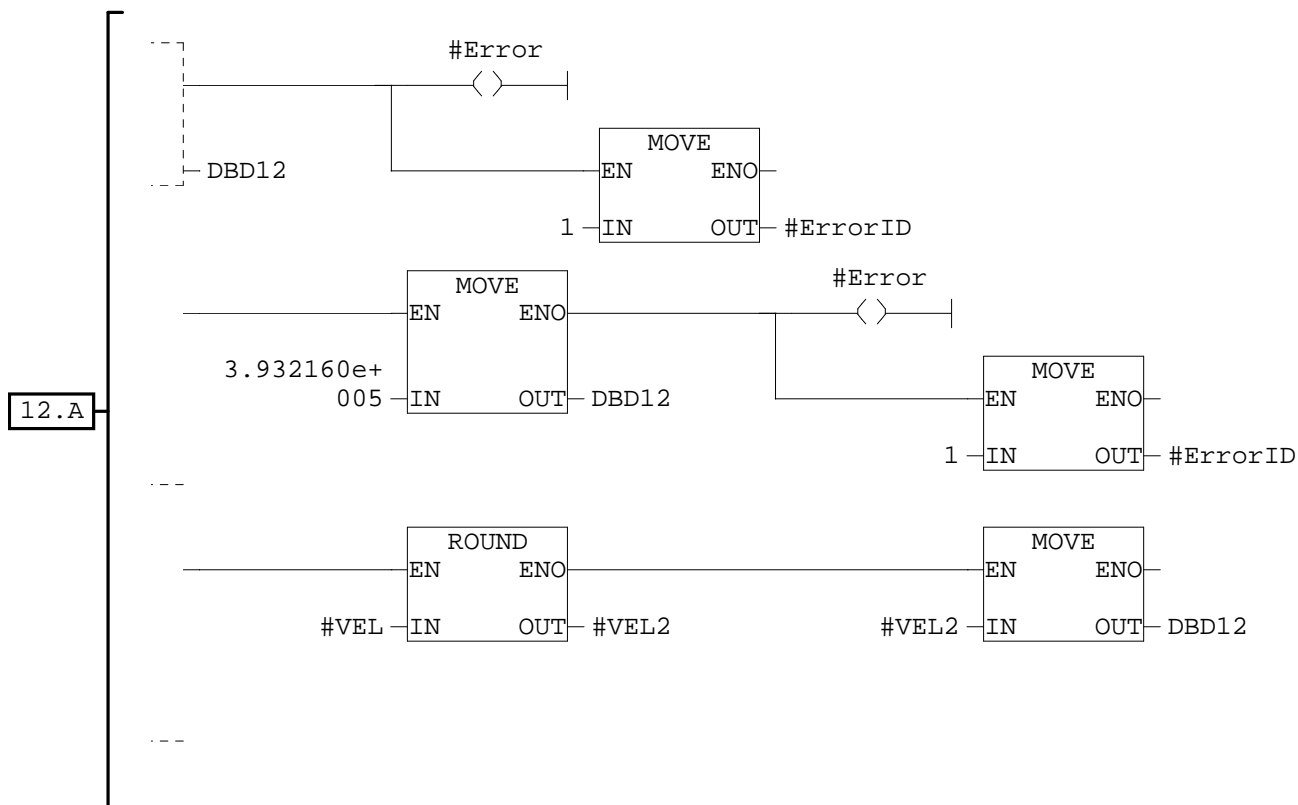 #Error
MOVE
DBD12
EN ENO
1 IN OUT #ErrorID
#Error
MOVE
EN ENO
3.932160e+
MOVE
12.A
005 IN OUT DBD12
EN ENO
1 IN OUT #ErrorID
ROUND MOVE
EN ENO EN ENO
#VEL IN OUT #VEL2 #VEL2 IN OUT DBD12